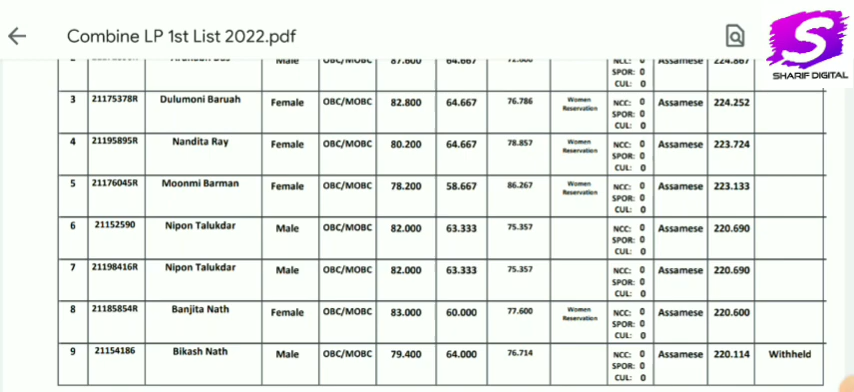 Combine LP 1st List 2022.pdf
SHARIF DIGITAL
2 Male OBC/MOBC 87.600 64.667 NCC: 0 Assamese 224.867
SPOR: 0
CUL: 0
3 21175378R Dulumoni Baruah Female OBC/MOBC 82.800 64.667 76.786 Women Reservation NCC: 0 Assamese 224.252
SPOR: 0
CUL: 0
4 21195895R Nandita Ray Female OBC/MOBC 80.200 64.667 78.857 Women Reservation NCC: 0 Assamese 223.724
SPOR: 0
CUL: 0
5 21176045R Moonmi Barman Female OBC/MOBC 78.200 58.667 86.267 Women Reservation NCC: 0 Assamese 223.133
SPOR: 0
CUL: 0
6 21152590 Nipon Talukdar Male OBC/MOBC 82.000 63.333 75.357 NCC: 0 Assamese 220.690
SPOR: 0
CUL: 0
7 21198416R Nipon Talukdar Male OBC/MOBC 82.000 63.333 75.357 NCC: 0 Assamese 220.690
SPOR: 0
CUL: 0
8 21185854R Banjita Nath Female OBC/MOBC 83.000 60.000 77.600 Women Reservation NCC: 0 Assamese 220.600
SPOR: 0
CUL: 0
9 21154186 Bikash Nath Male OBC/MOBC 79.400 64.000 76.714 NCC: 0 Assamese 220.114 Withheld
SPOR: 0
CUL: 0